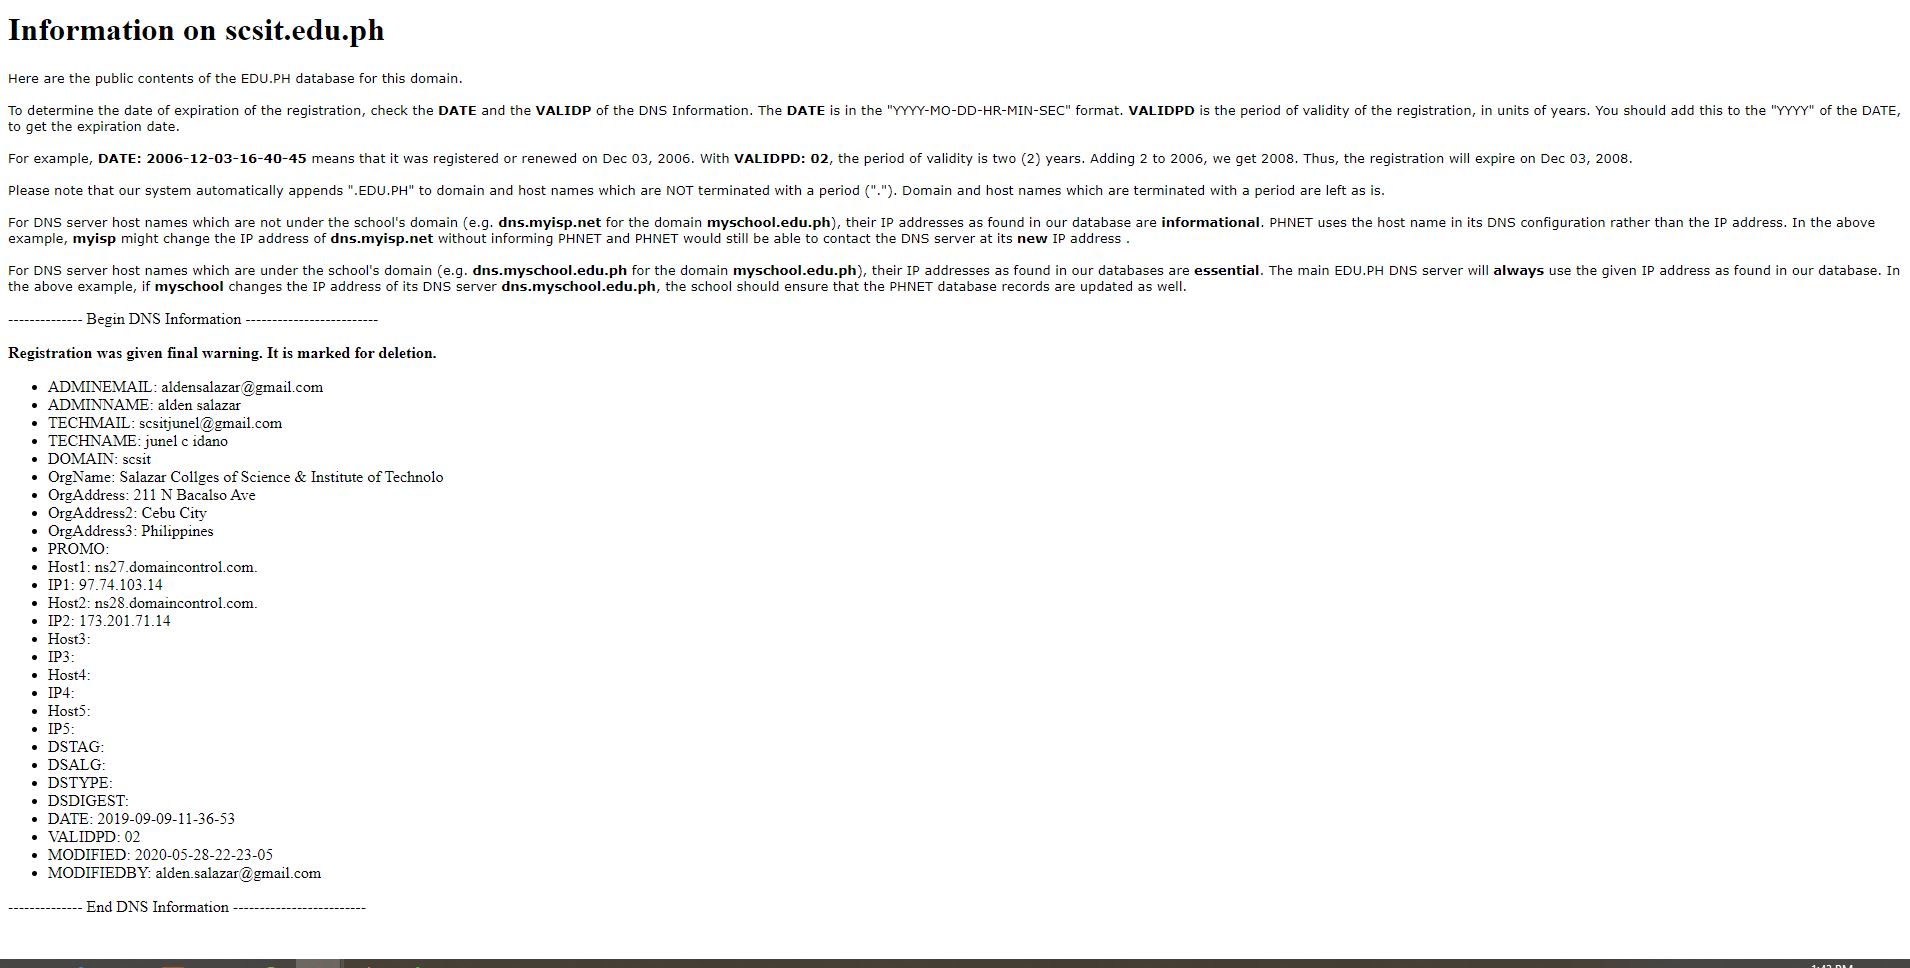 Information on scsit.edu.ph
Here are the public contents of the EDU.PH database for this domain.
To determine the date of expiration of the registration, check the DATE and the VALIDP of the DNS Information. The DATE is in the "YYYY-MO-DD-HR-MIN-SEC" format. VALIDPD is the period of validity of the registration, in units of years. You should add this to the "YYYY" of the DATE,
to get the expiration date.
For example, DATE: 2006-12-03-16-40-45 means that it was registered or renewed on Dec 03, 2006. With VALIDPD: 02, the period of validity is two (2) years. Adding 2 to 2006, we get 2008. Thus, the registration will expire on Dec 03, 2008.
Please note that our system automatically appends ".EDU.PH" to domain and host names which are NOT terminated with a period ("."). Domain and host names which are terminated with a period are left as is.
For DNS server host names which are not under the school's domain (e.g. dns.myisp.net for the domain myschool.edu.ph), their IP addresses as found in our database are informational. PHNET uses the host name in its DNS configuration rather than the IP address. In the above
example, myisp might change the IP address of dns.myisp.net without informing PHNET and PHNET would still be able to contact the DNS server at its new IP address .
For DNS server host names which are under the school's domain (e.g. dns.myschool.edu.ph for the domain myschool.edu.ph), their IP addresses as found in our databases are essential. The main EDU.PH DNS server will always use the given IP address as found in our database. In
the above example, if myschool changes the IP address of its DNS server dns.myschool.edu.ph, the school should ensure that the PHNET database records are updated as well.
-------------- Begin DNS Information -------------------------
Registration was given final warning. It is marked for deletion.
• ADMINEMAIL: aldensalazar@gmail.com
• ADMINNAME: alden salazar
• TECHMAIL: scsitjunel@gmail.com
• TECHNAME: junel c idano
• DOMAIN: scsit
• OrgName: Salazar Collges of Science & Institute of Technolo
• OrgAddress: 211 N Bacalso Ave
• OrgAddress2: Cebu City
• OrgAddress3: Philippines
• PROMO:
• Host1: ns27.domaincontrol.com.
• IP1: 97.74.103.14
• Host2: ns28.domaincontrol.com.
• IP2: 173.201.71.14
• Host3:
• IP3:
• Host4:
• IP4:
• Host5:
• IP5:
• DSTAG:
• DSALG:
• DSTYPE:
• DSDIGEST:
• DATE: 2019-09-09-11-36-53
• VALIDPD: 02
• MODIFIED: 2020-05-28-22-23-05
• MODIFIEDBY: alden.salazar@gmail.com
-------------- End DNS Information -------------------------